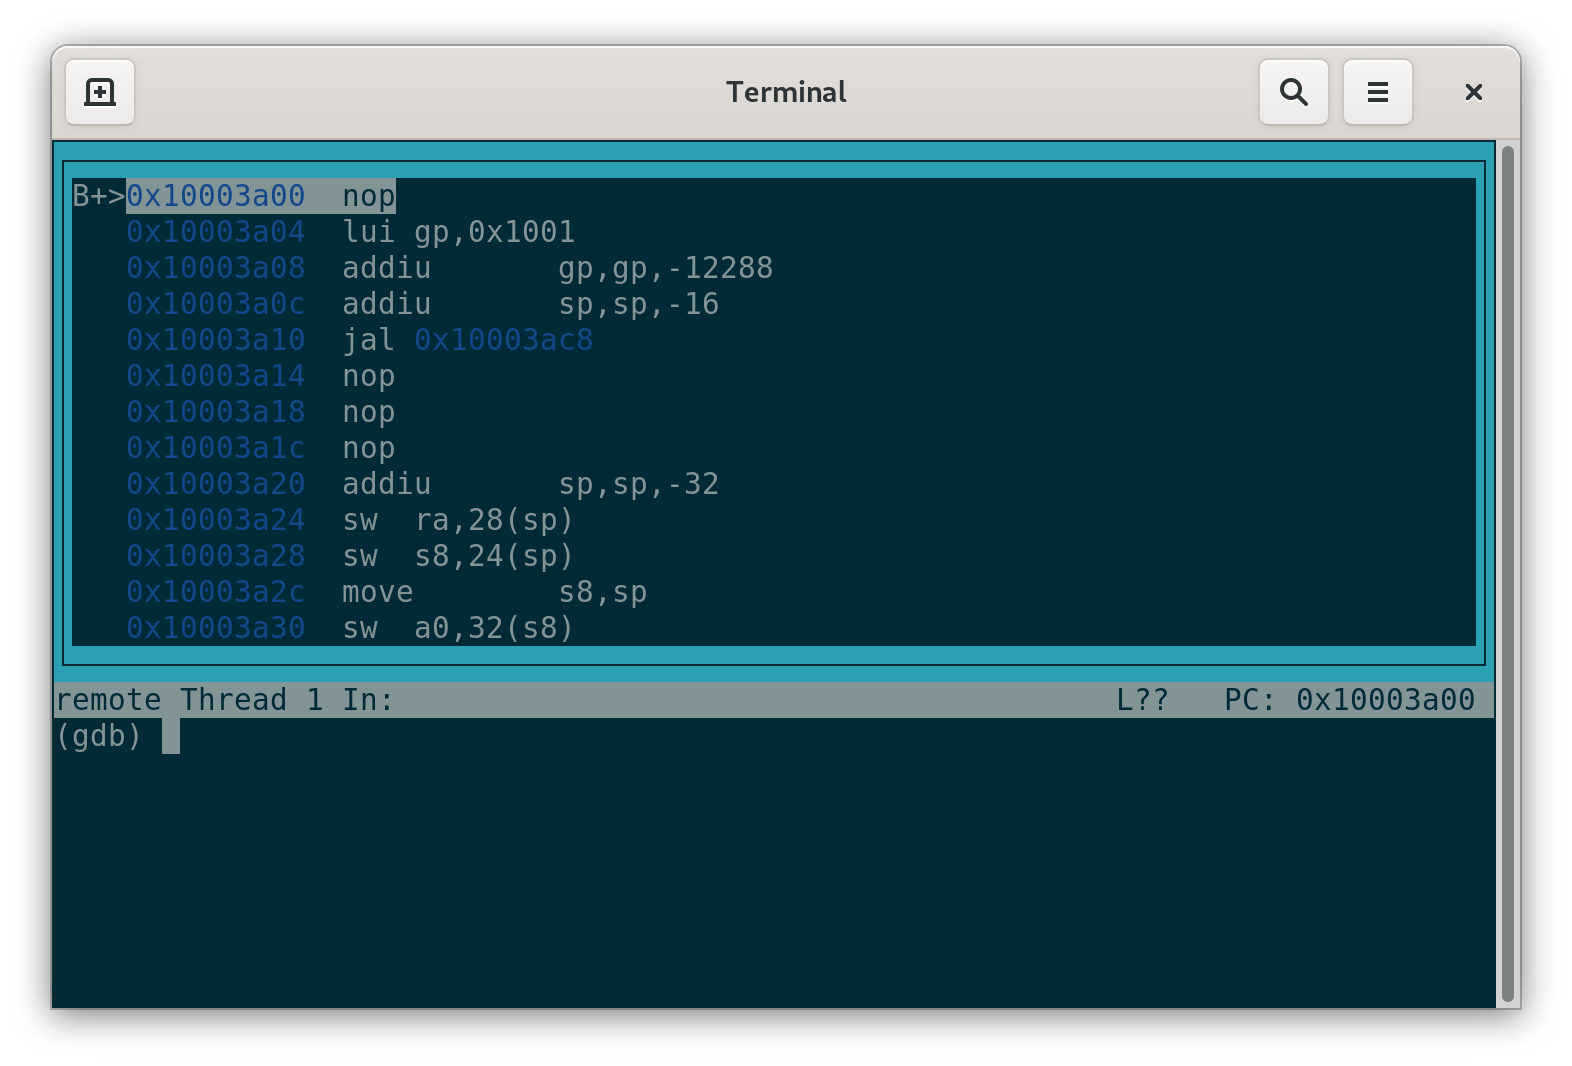 Terminal
B+>0x10003a00  nop
0x10003a04  lui gp,0x1001
0x10003a08  addiu       gp,gp,-12288
0x10003a0c  addiu       sp,sp,-16
0x10003a10  jal 0x10003ac8
0x10003a14  nop
0x10003a18  nop
0x10003a1c  nop
0x10003a20  addiu       sp,sp,-32
0x10003a24  sw  ra,28(sp)
0x10003a28  sw  s8,24(sp)
0x10003a2c  move        s8,sp
0x10003a30  sw  a0,32(s8)
remote Thread 1 In:                                        L??   PC: 0x10003a00
(gdb)